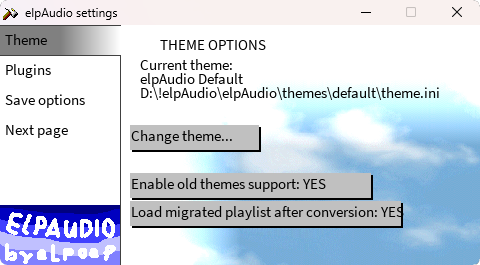 elpAudio settings
Theme
Plugins
Save options
Next page
ElPAUDIO
by elpoep
THEME OPTIONS
Current theme:
elpAudio Default
D:\!elpAudio\elpAudio\themes\default\theme.ini
Change theme...
Enable old themes support: YES
Load migrated playlist after conversion: YES